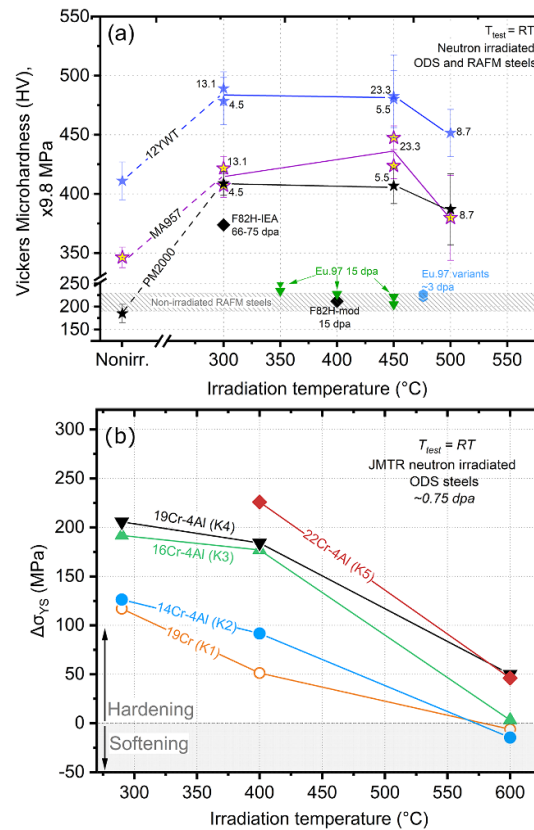 (a)
T_test = RT
Neutron irradiated
ODS and RAFM steels
Vickers Microhardness (HV),
x9.8 MPa
500
450
400
350
250
200
150
13.1
4.5
23.3
5.5
8.7
12YWT
13.1
4.5
23.3
5.5
8.7
MA957
PM2000
F82H-IEA
66-75 dpa
Eu.97 15 dpa
Eu.97 variants
~3 dpa
Non-irradiated RAFM steels
F82H-mod
15 dpa
Nonirr.
300
350
400
450
500
550
Irradiation temperature (°C)
(b)
T_test = RT
JMTR neutron irradiated
ODS steels
~0.75 dpa
Δσ_YS (MPa)
300
250
200
150
100
50
0
-50
19Cr-4Al (K4)
16Cr-4Al (K3)
22Cr-4Al (K5)
14Cr-4Al (K2)
19Cr (K1)
Hardening
Softening
300
350
400
450
500
550
600
Irradiation temperature (°C)